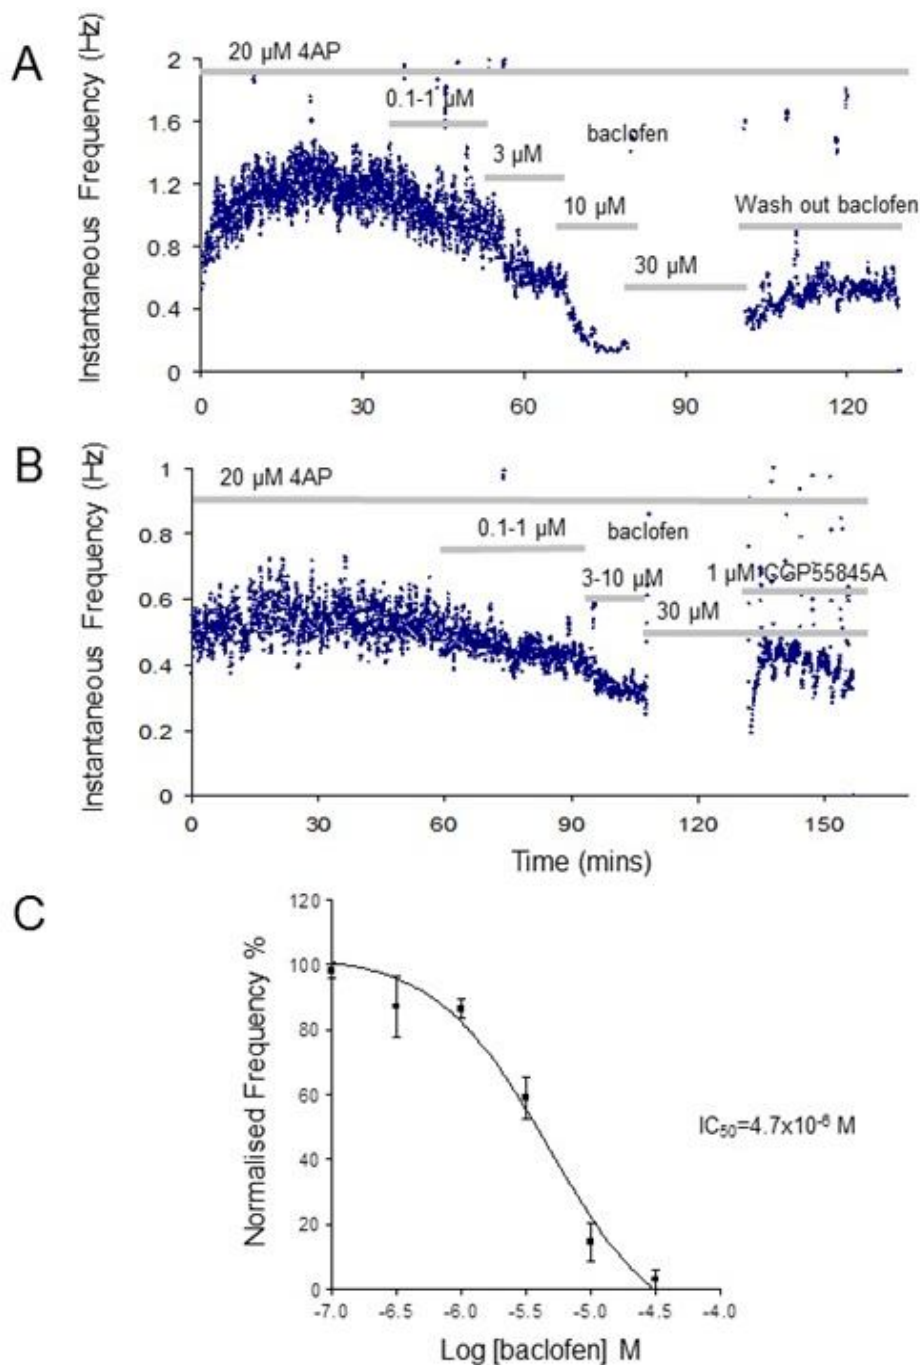 A
Instantaneous Frequency (Hz)
2
1.6
1.2
0.8
0.4
0
20 µM 4AP
0.1-1 µM
3 µM
baclofen
10 µM
Wash out baclofen
30 µM
0 30 60 90 120
B
Instantaneous Frequency (Hz)
1
0.8
0.6
0.4
0.2
0
20 µM 4AP
0.1-1 µM
baclofen
3-10 µM
1 µM CGP55845A
30 µM
0 30 60 90 120 150
Time (mins)
C
Normalised Frequency %
120
100
80
60
40
20
0
IC50=4.7x10-6 M
-7.0 -6.5 -6.0 -5.5 -5.0 -4.5 -4.0
Log [baclofen] M